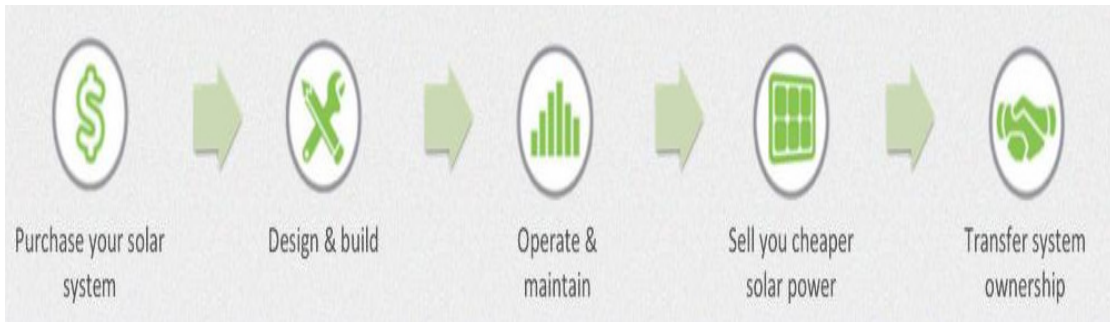 Purchase your solar
system
Design & build
Operate &
maintain
Sell you cheaper
solar power
Transfer system
ownership